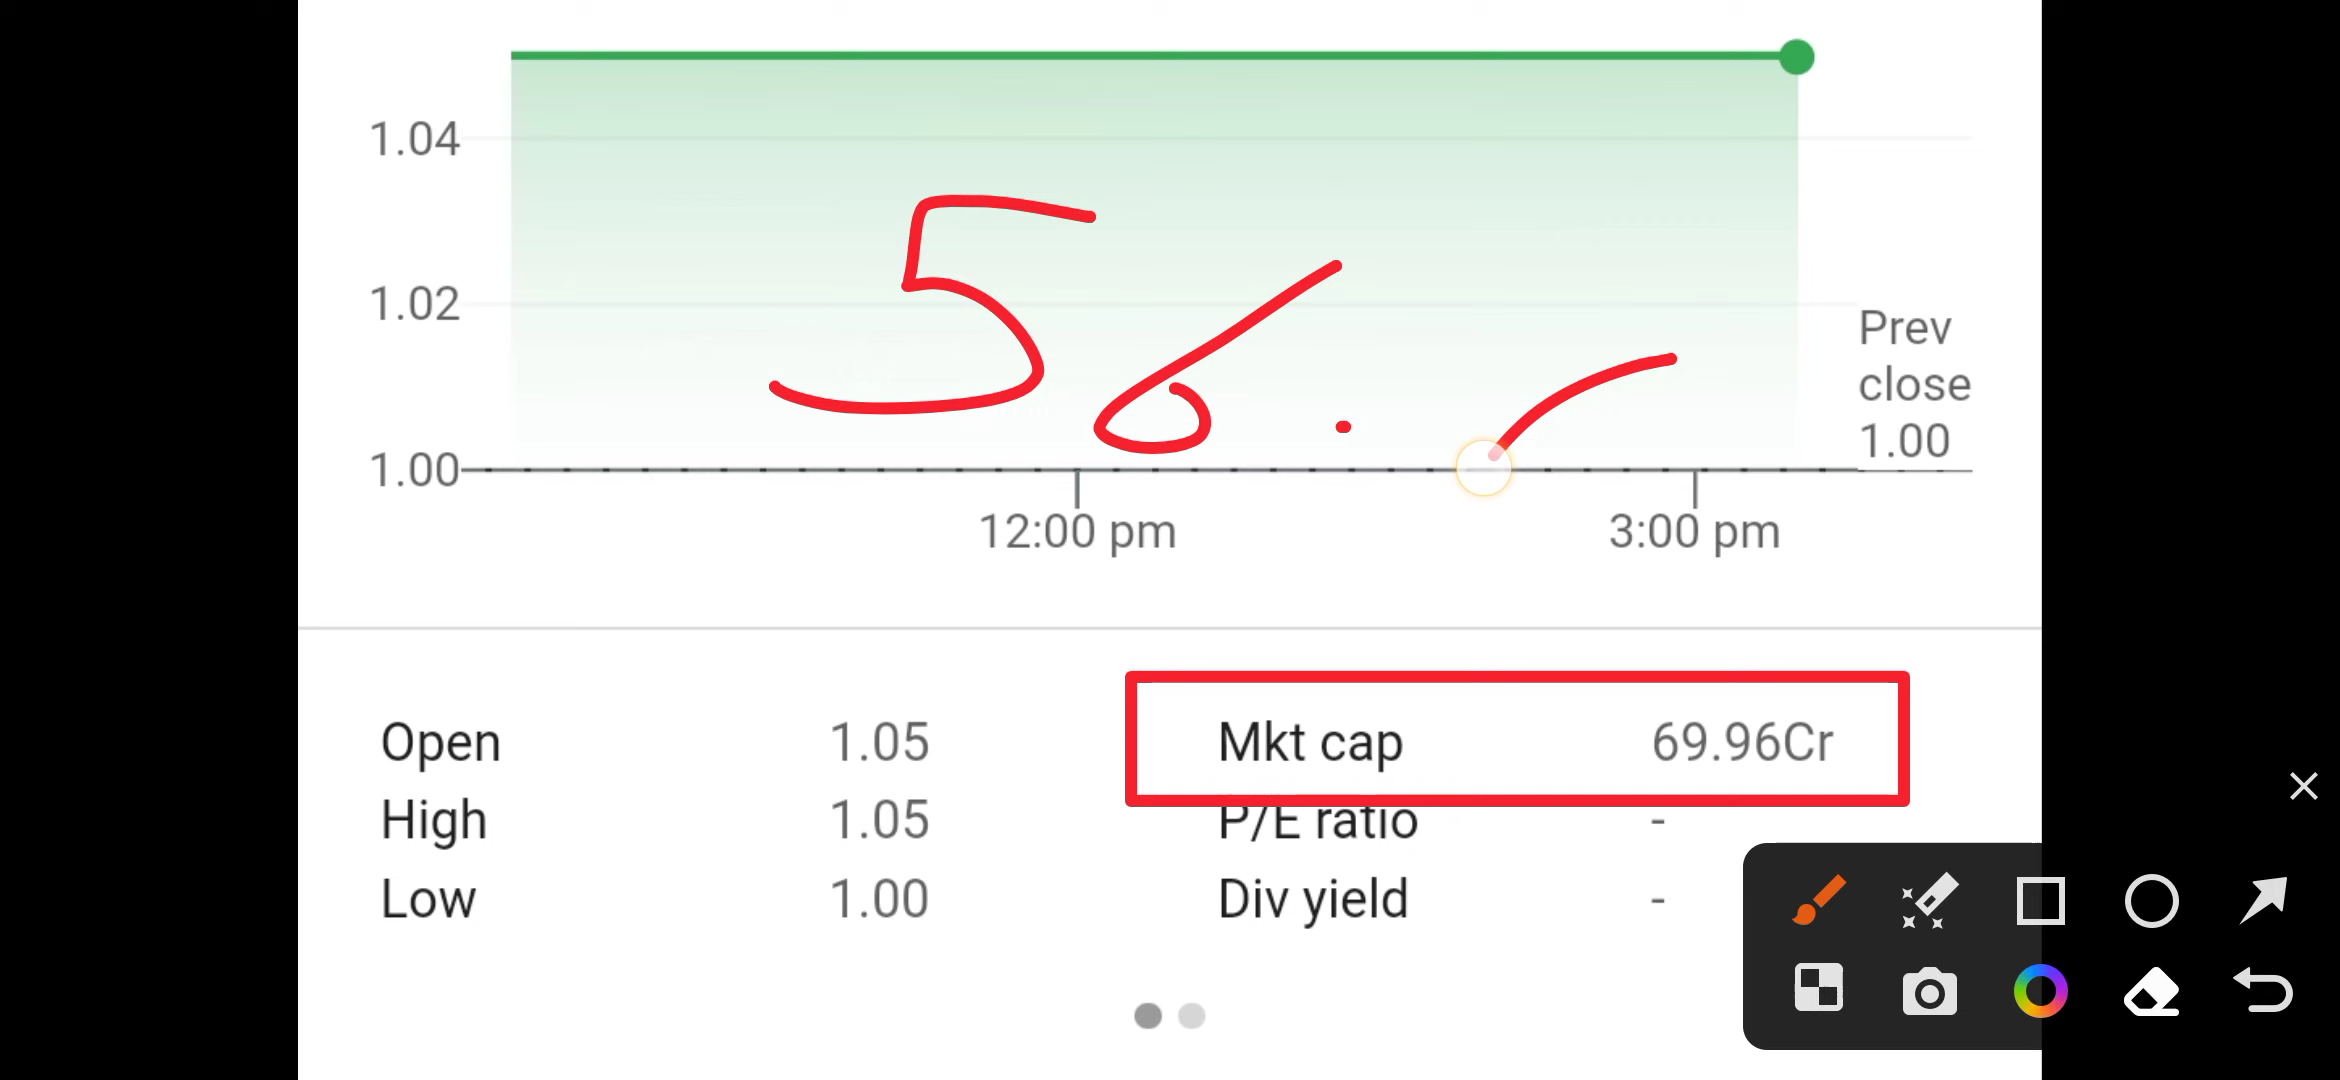 1.04
1.02
1.00
56.
Prev
close
1.00
12:00 pm
3:00 pm
Open 1.05
High 1.05
Low 1.00
Mkt cap 69.96Cr
P/E ratio -
Div yield -